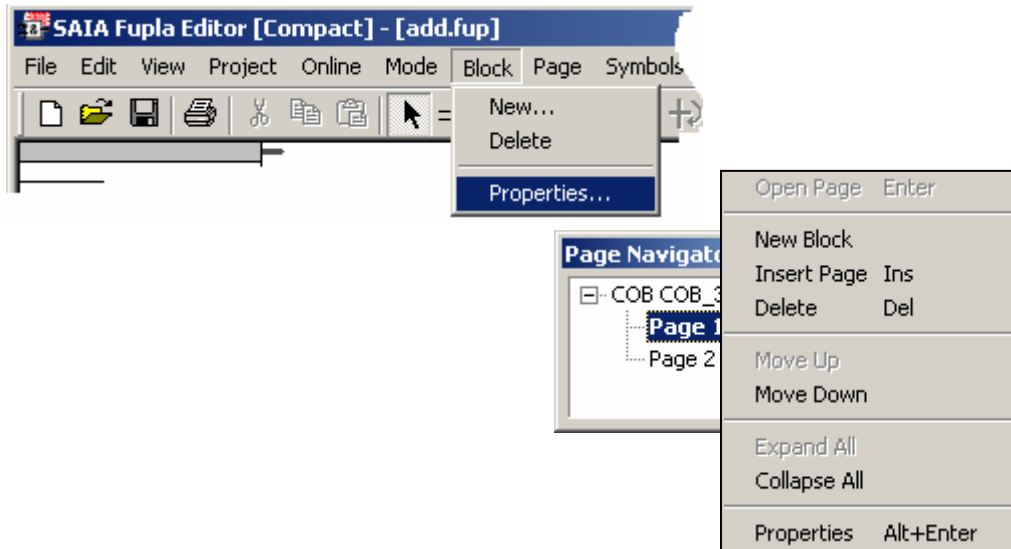 SAIA Fupla Editor [Compact] - [add.fup]
File Edit View Project Online Mode Block Page Symbols
New...
Delete
Properties...
Page Navigato
COB COB_3
Page 1
Page 2
Open Page Enter
New Block
Insert Page Ins
Delete Del
Move Up
Move Down
Expand All
Collapse All
Properties Alt+Enter